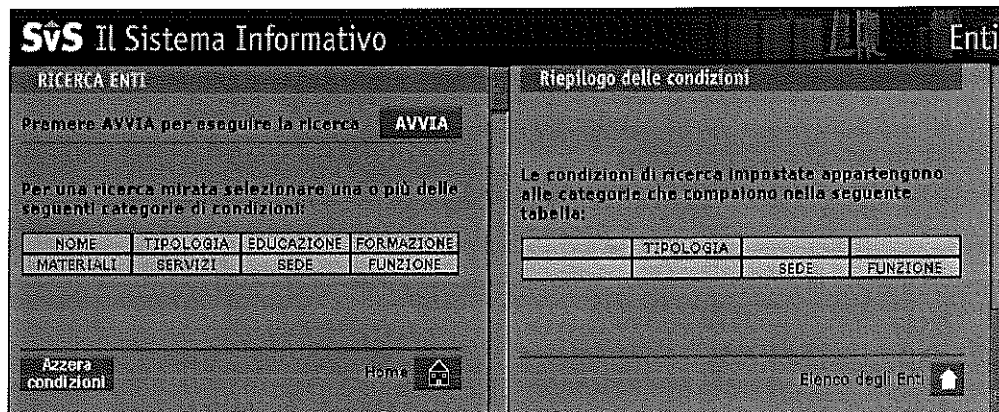 SvS Il Sistema Informativo
Enti
RICERCA ENTI
Premere AVVIA per eseguire la ricerca AVVIA
Per una ricerca mirata selezionare una o più delle
seguenti categorie di condizioni:
NOME TIPOLOGIA EDUCAZIONE FORMAZIONE
MATERIALI SERVIZI SEDE FUNZIONE
Azzera
condizioni
Home
Riepilogo delle condizioni
Le condizioni di ricerca impostate appartengono
alle categorie che compaiono nella seguente
tabella:
TIPOLOGIA
SEDE FUNZIONE
Elenco degli Enti